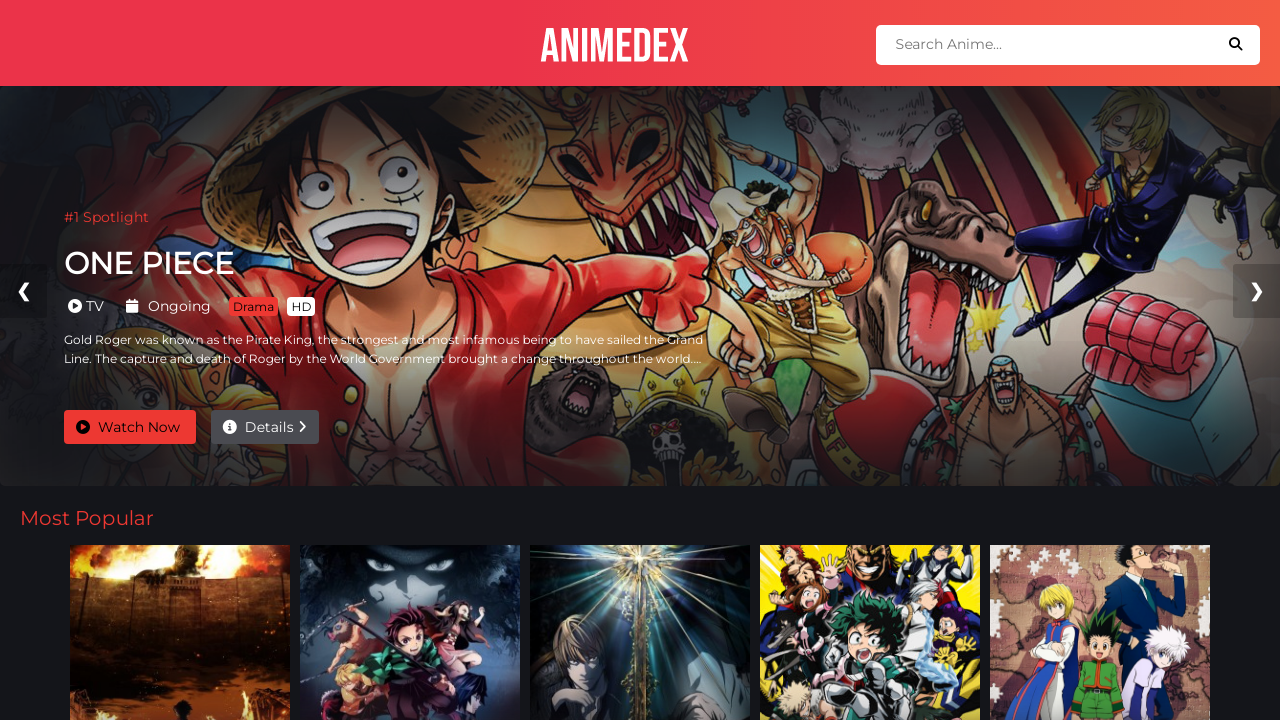 ANIMEDEX
Search Anime...
#1 Spotlight
ONE PIECE
TV Ongoing Drama HD
Gold Roger was known as the Pirate King, the strongest and most infamous being to have sailed the Grand
Line. The capture and death of Roger by the World Government brought a change throughout the world....
Watch Now Details
Most Popular